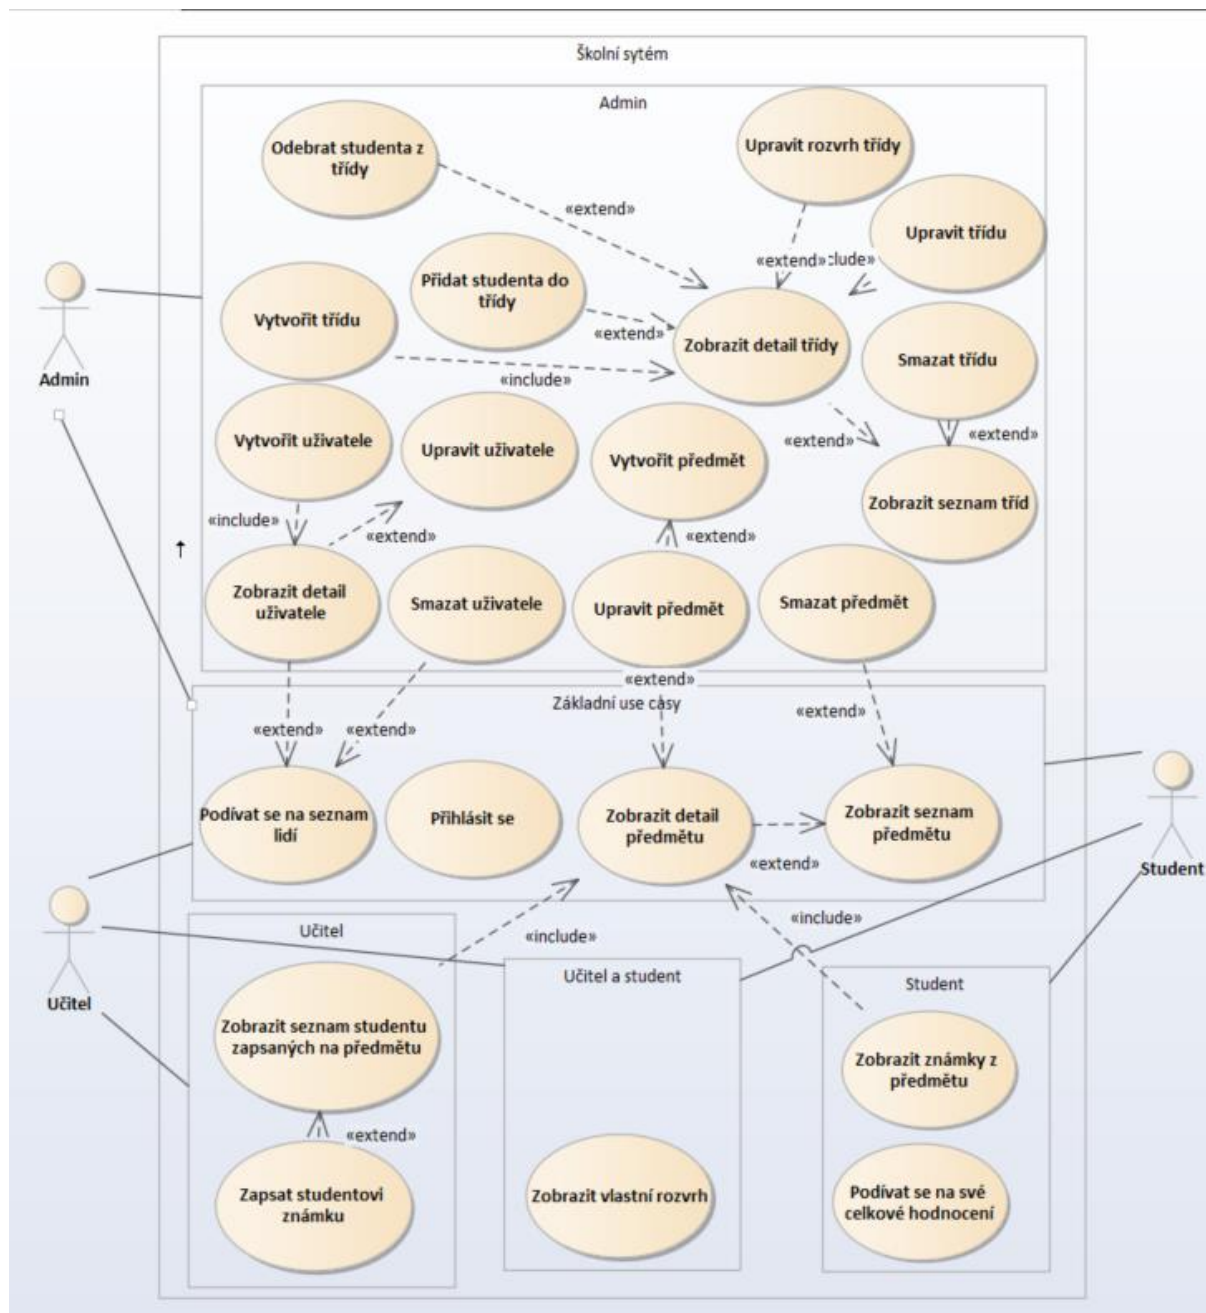 Školní sytém
Admin
Odebrat studenta z
třídy
Upravit rozvrh třídy
«extend»
Upravit třídu
«extend»
clude»
Přidat studenta do
třídy
Vytvořit třídu
«extend»
Zobrazit detail třídy
Smazat třídu
Admin
«include»
Vytvořit uživatele
Upravit uživatele
Vytvořit předmět
«extend»
«extend»
Zobrazit seznam tříd
«include»
«extend»
«extend»
Zobrazit detail
uživatele
Smazat uživatele
Upravit předmět
Smazat předmět
«extend»
Základní use casy
«extend»
«extend»
«extend»
Podívat se na seznam
lidí
Přihlásit se
Zobrazit detail
předmětu
Zobrazit seznam
předmětu
«extend»
Student
Učitel
«include»
«include»
Učitel
Učitel a student
Student
Zobrazit seznam studentu
zapsaných na předmětu
Zobrazit známky z
předmětu
«extend»
Zapsat studentovi
známku
Zobrazit vlastní rozvrh
Podívat se na své
celkové hodnocení